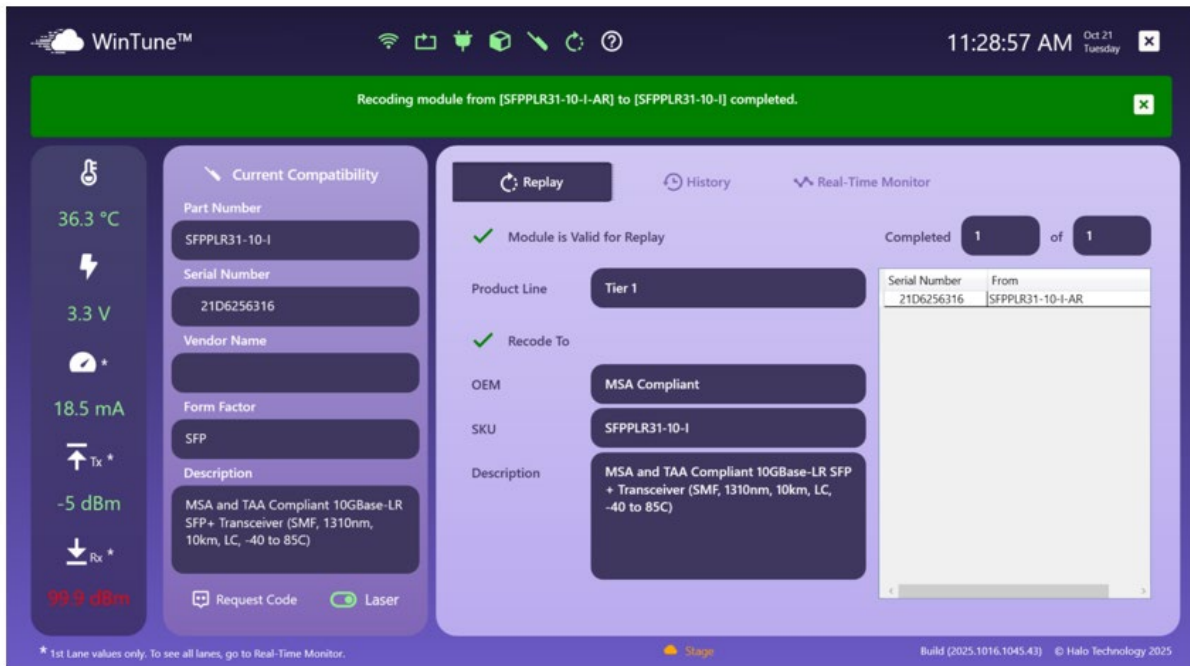 WinTune™
11:28:57 AM
Oct 21
Tuesday
Recoding module from [SFPPLR31-10-I-AR] to [SFPPLR31-10-I] completed.
36.3 °C
3.3 V
*
18.5 mA
Tx *
-5 dBm
Rx *
99.9 dBm
Current Compatibility
Part Number
SFPPLR31-10-I
Serial Number
21D6256316
Vendor Name
Form Factor
SFP
Description
MSA and TAA Compliant 10GBase-LR
SFP+ Transceiver (SMF, 1310nm,
10km, LC, -40 to 85C)
Request Code
Laser
Replay
History
Real-Time Monitor
Module is Valid for Replay
Completed 1 of 1
Product Line
Tier 1
Recode To
OEM
MSA Compliant
SKU
SFPPLR31-10-I
Description
MSA and TAA Compliant 10GBase-LR SFP
+ Transceiver (SMF, 1310nm, 10km, LC,
-40 to 85C)
Serial Number From
21D6256316 SFPPLR31-10-I-AR
* 1st Lane values only. To see all lanes, go to Real-Time Monitor.
Stage
Build (2025.1016.1045.43) © Halo Technology 2025